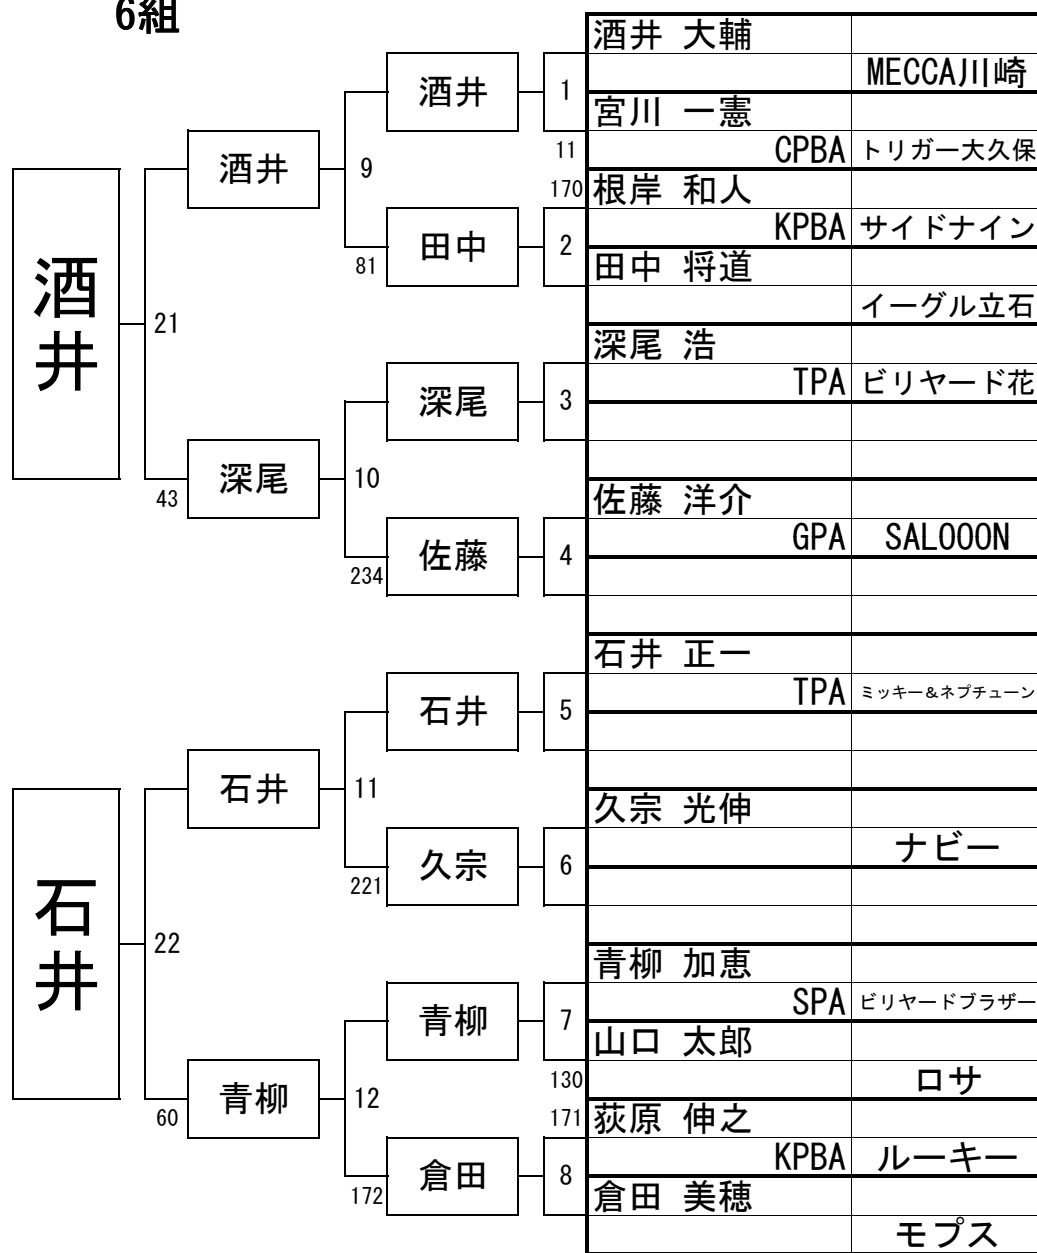 6組
酒井 大輔
MECCA川崎
酒井
1
宮川 一憲
11
CPBA トリガー大久保
酒井
9
170
根岸 和人
KPBA サイドナイン
田中
2
81
田中 将道
イーグル立石
酒井
21
深尾 浩
TPA ビリヤード花
深尾
3
深尾
10
43
佐藤 洋介
GPA SALOOON
佐藤
4
234
石井 正一
TPA ミッキー&ネプチューン
石井
5
石井
11
久宗 光伸
ナビー
久宗
6
221
石井
22
青柳 加恵
SPA ビリヤードブラザー
青柳
7
山口 太郎
130
ロサ
青柳
12
60
171
荻原 伸之
KPBA ルーキー
倉田
8
172
倉田 美穂
モプス